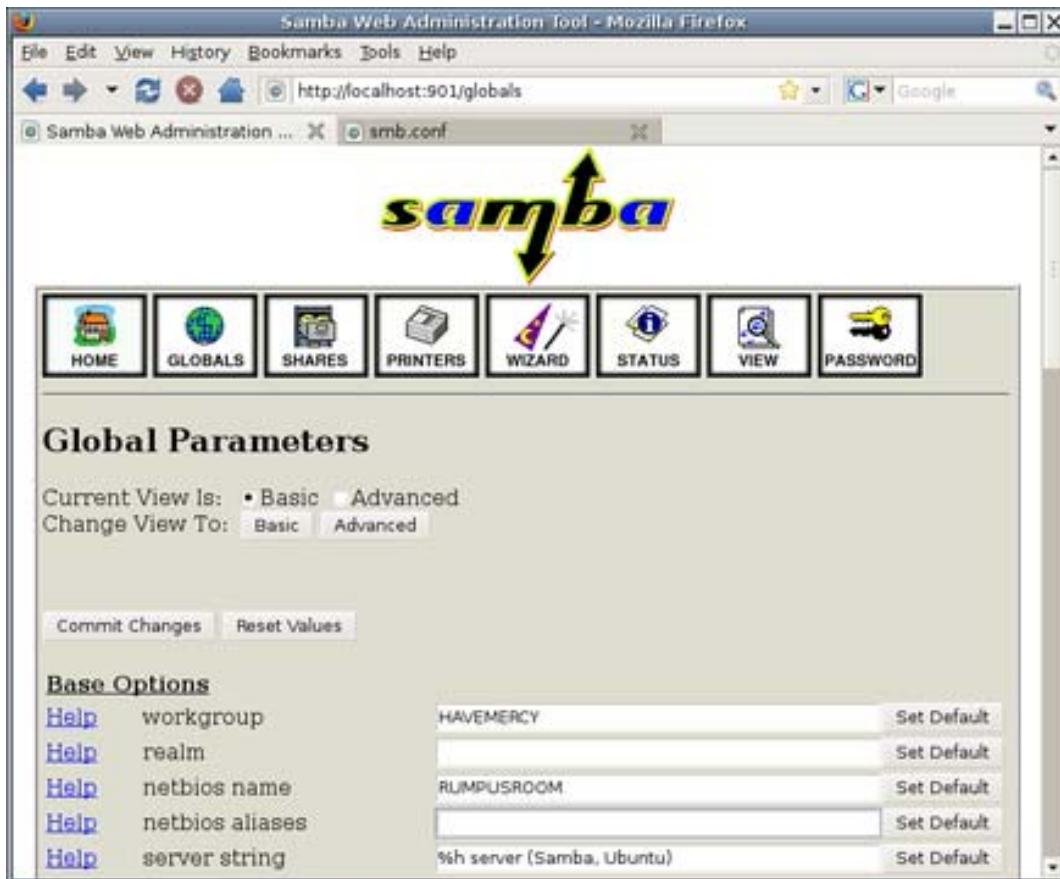 Samba Web Administration Tool - Mozilla Firefox
File Edit View History Bookmarks Tools Help
http://localhost:901/globals Google
Samba Web Administration ... smb.conf
samba
HOME GLOBALS SHARES PRINTERS WIZARD STATUS VIEW PASSWORD
Global Parameters
Current View Is: Basic Advanced
Change View To: Basic Advanced
Commit Changes Reset Values
Base Options
Help workgroup HAVEMERCY Set Default
Help realm Set Default
Help netbios name RUMPUSROOM Set Default
Help netbios aliases Set Default
Help server string %h server (Samba, Ubuntu) Set Default